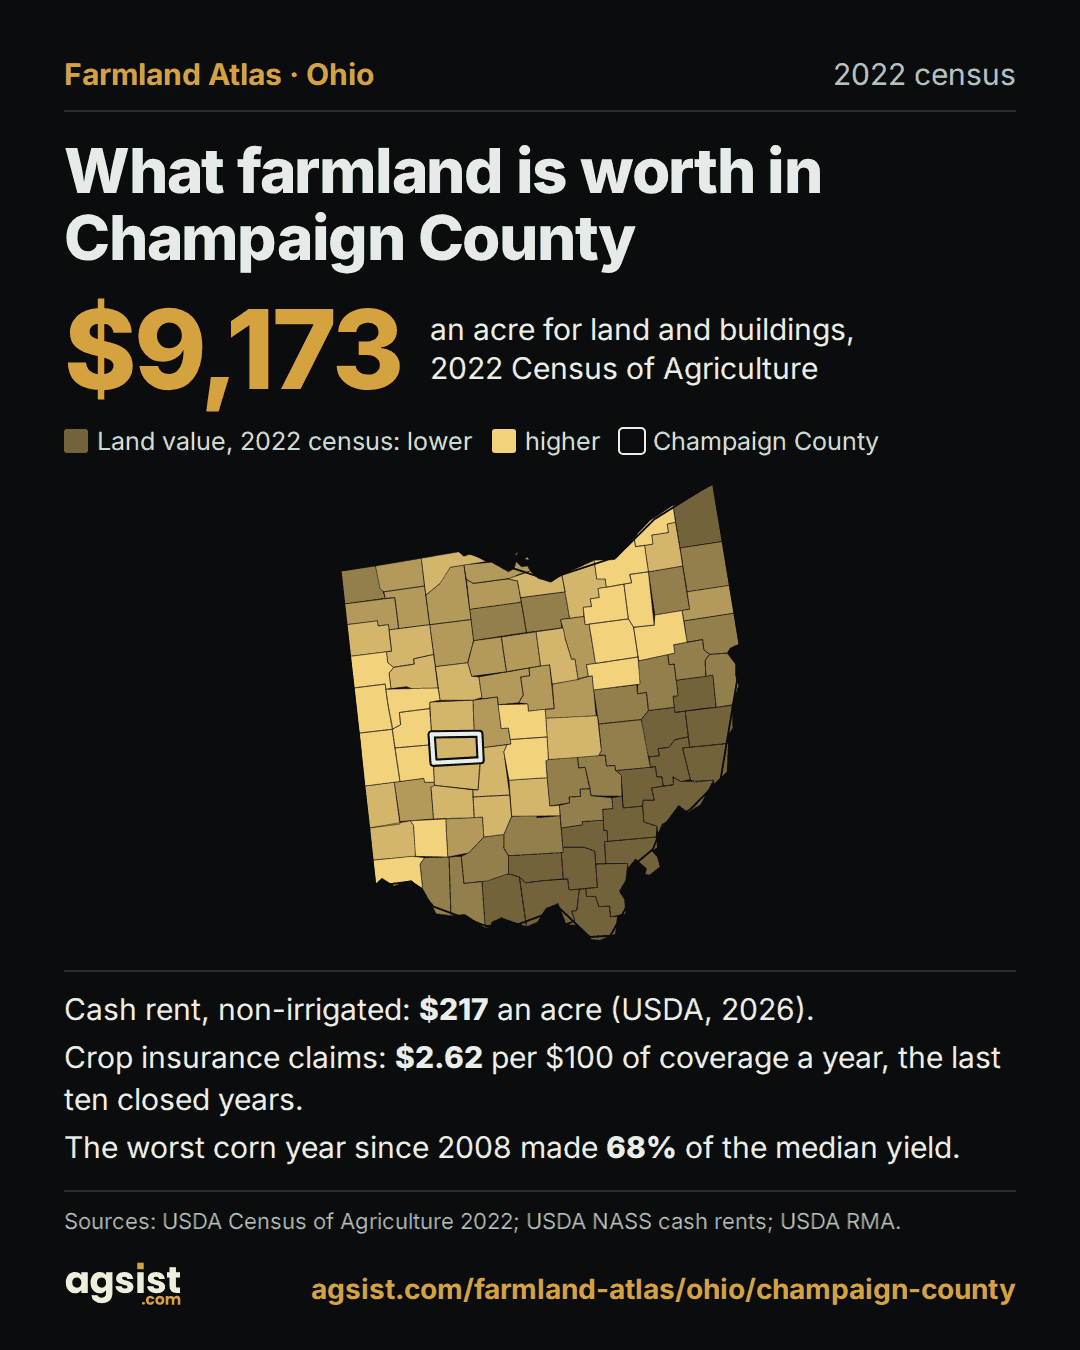 Farmland Atlas · Ohio
2022 census
What farmland is worth in
Champaign County
$9,173
an acre for land and buildings,
2022 Census of Agriculture
Land value, 2022 census: lower
higher
Champaign County
Cash rent, non-irrigated: $217 an acre (USDA, 2026).
Crop insurance claims: $2.62 per $100 of coverage a year, the last
ten closed years.
The worst corn year since 2008 made 68% of the median yield.
Sources: USDA Census of Agriculture 2022; USDA NASS cash rents; USDA RMA.
agsist
.com
agsist.com/farmland-atlas/ohio/champaign-county